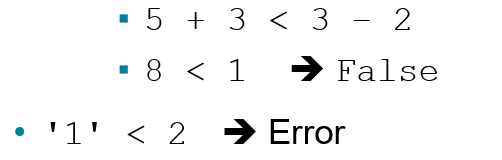 ▪ 5 + 3 < 3 – 2
▪ 8 < 1 ➔ False
• '1' < 2 ➔ Error